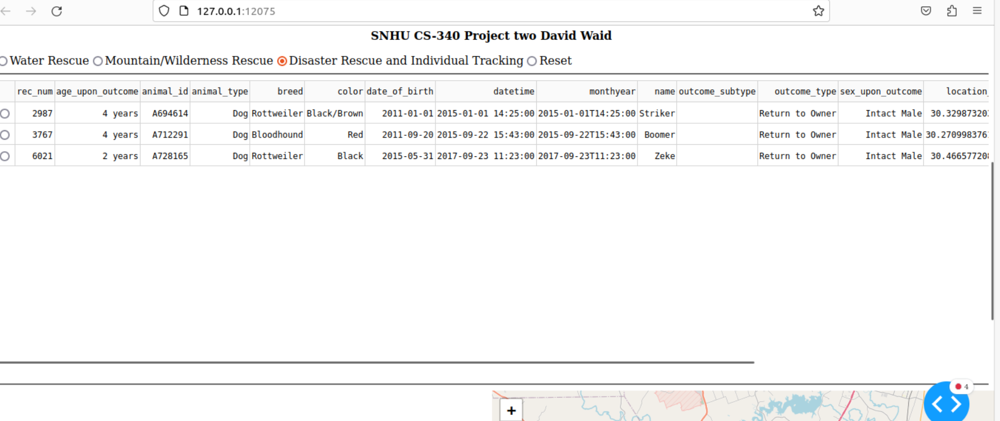 127.0.0.1:12075
SNHU CS-340 Project two David Waid
Water Rescue Mountain/Wilderness Rescue Disaster Rescue and Individual Tracking Reset
rec_num age_upon_outcome animal_id animal_type breed color date_of_birth datetime monthyear name outcome_subtype outcome_type sex_upon_outcome location_
2987 4 years A694614 Dog Rottweiler Black/Brown 2011-01-01 2015-01-01 14:25:00 2015-01-01T14:25:00 Striker Return to Owner Intact Male 30.329873203
3767 4 years A712291 Dog Bloodhound Red 2011-09-20 2015-09-22 15:43:00 2015-09-22T15:43:00 Boomer Return to Owner Intact Male 30.2709983761
6021 2 years A728165 Dog Rottweiler Black 2015-05-31 2017-09-23 11:23:00 2017-09-23T11:23:00 Zeke Return to Owner Intact Male 30.466577208
4
+